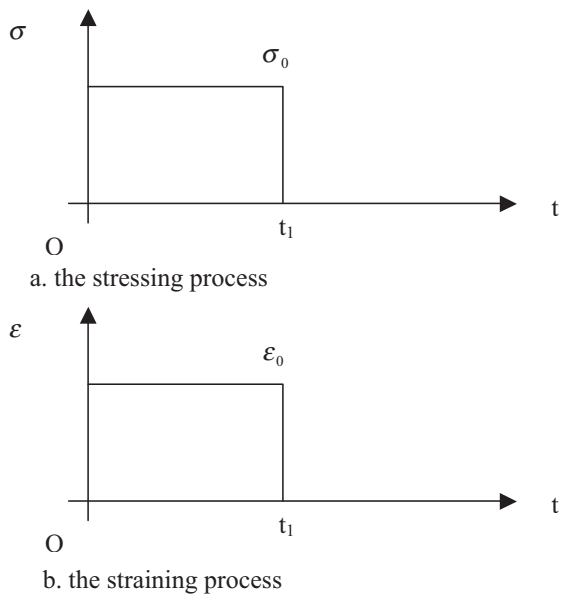 σ
σ₀
t
t₁
O
a. the stressing process
ε
ε₀
t
t₁
O
b. the straining process